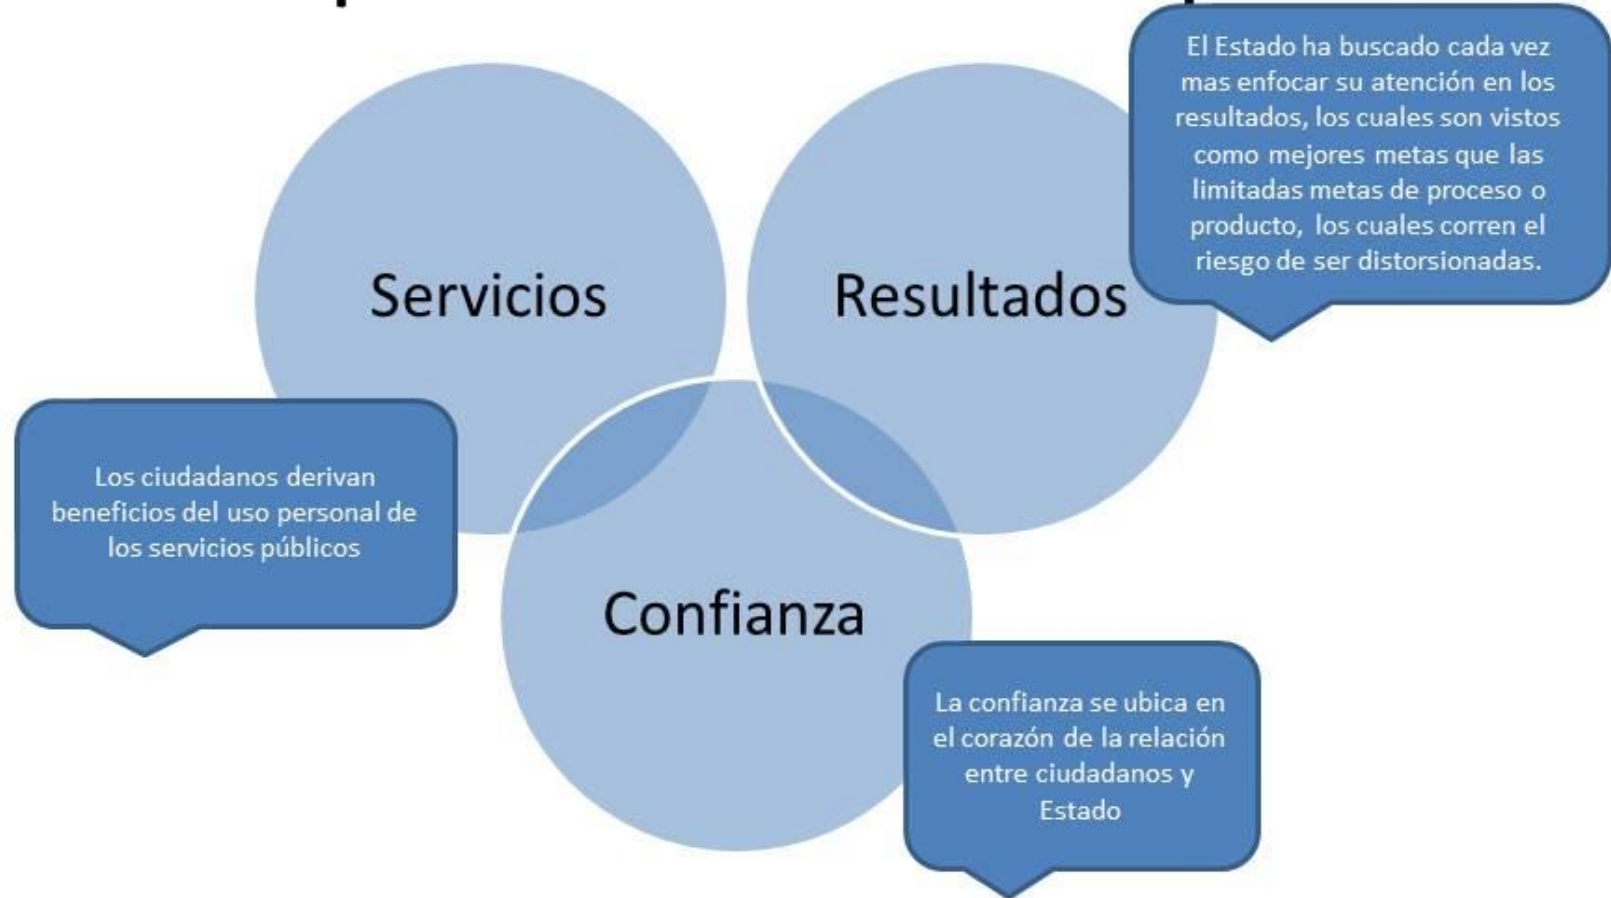 El Estado ha buscado cada vez
mas enfocar su atención en los
resultados, los cuales son vistos
como mejores metas que las
limitadas metas de proceso o
producto, los cuales corren el
riesgo de ser distorsionadas.
Servicios
Resultados
Los ciudadanos derivan
beneficios del uso personal de
los servicios públicos
Confianza
La confianza se ubica en
el corazón de la relación
entre ciudadanos y
Estado